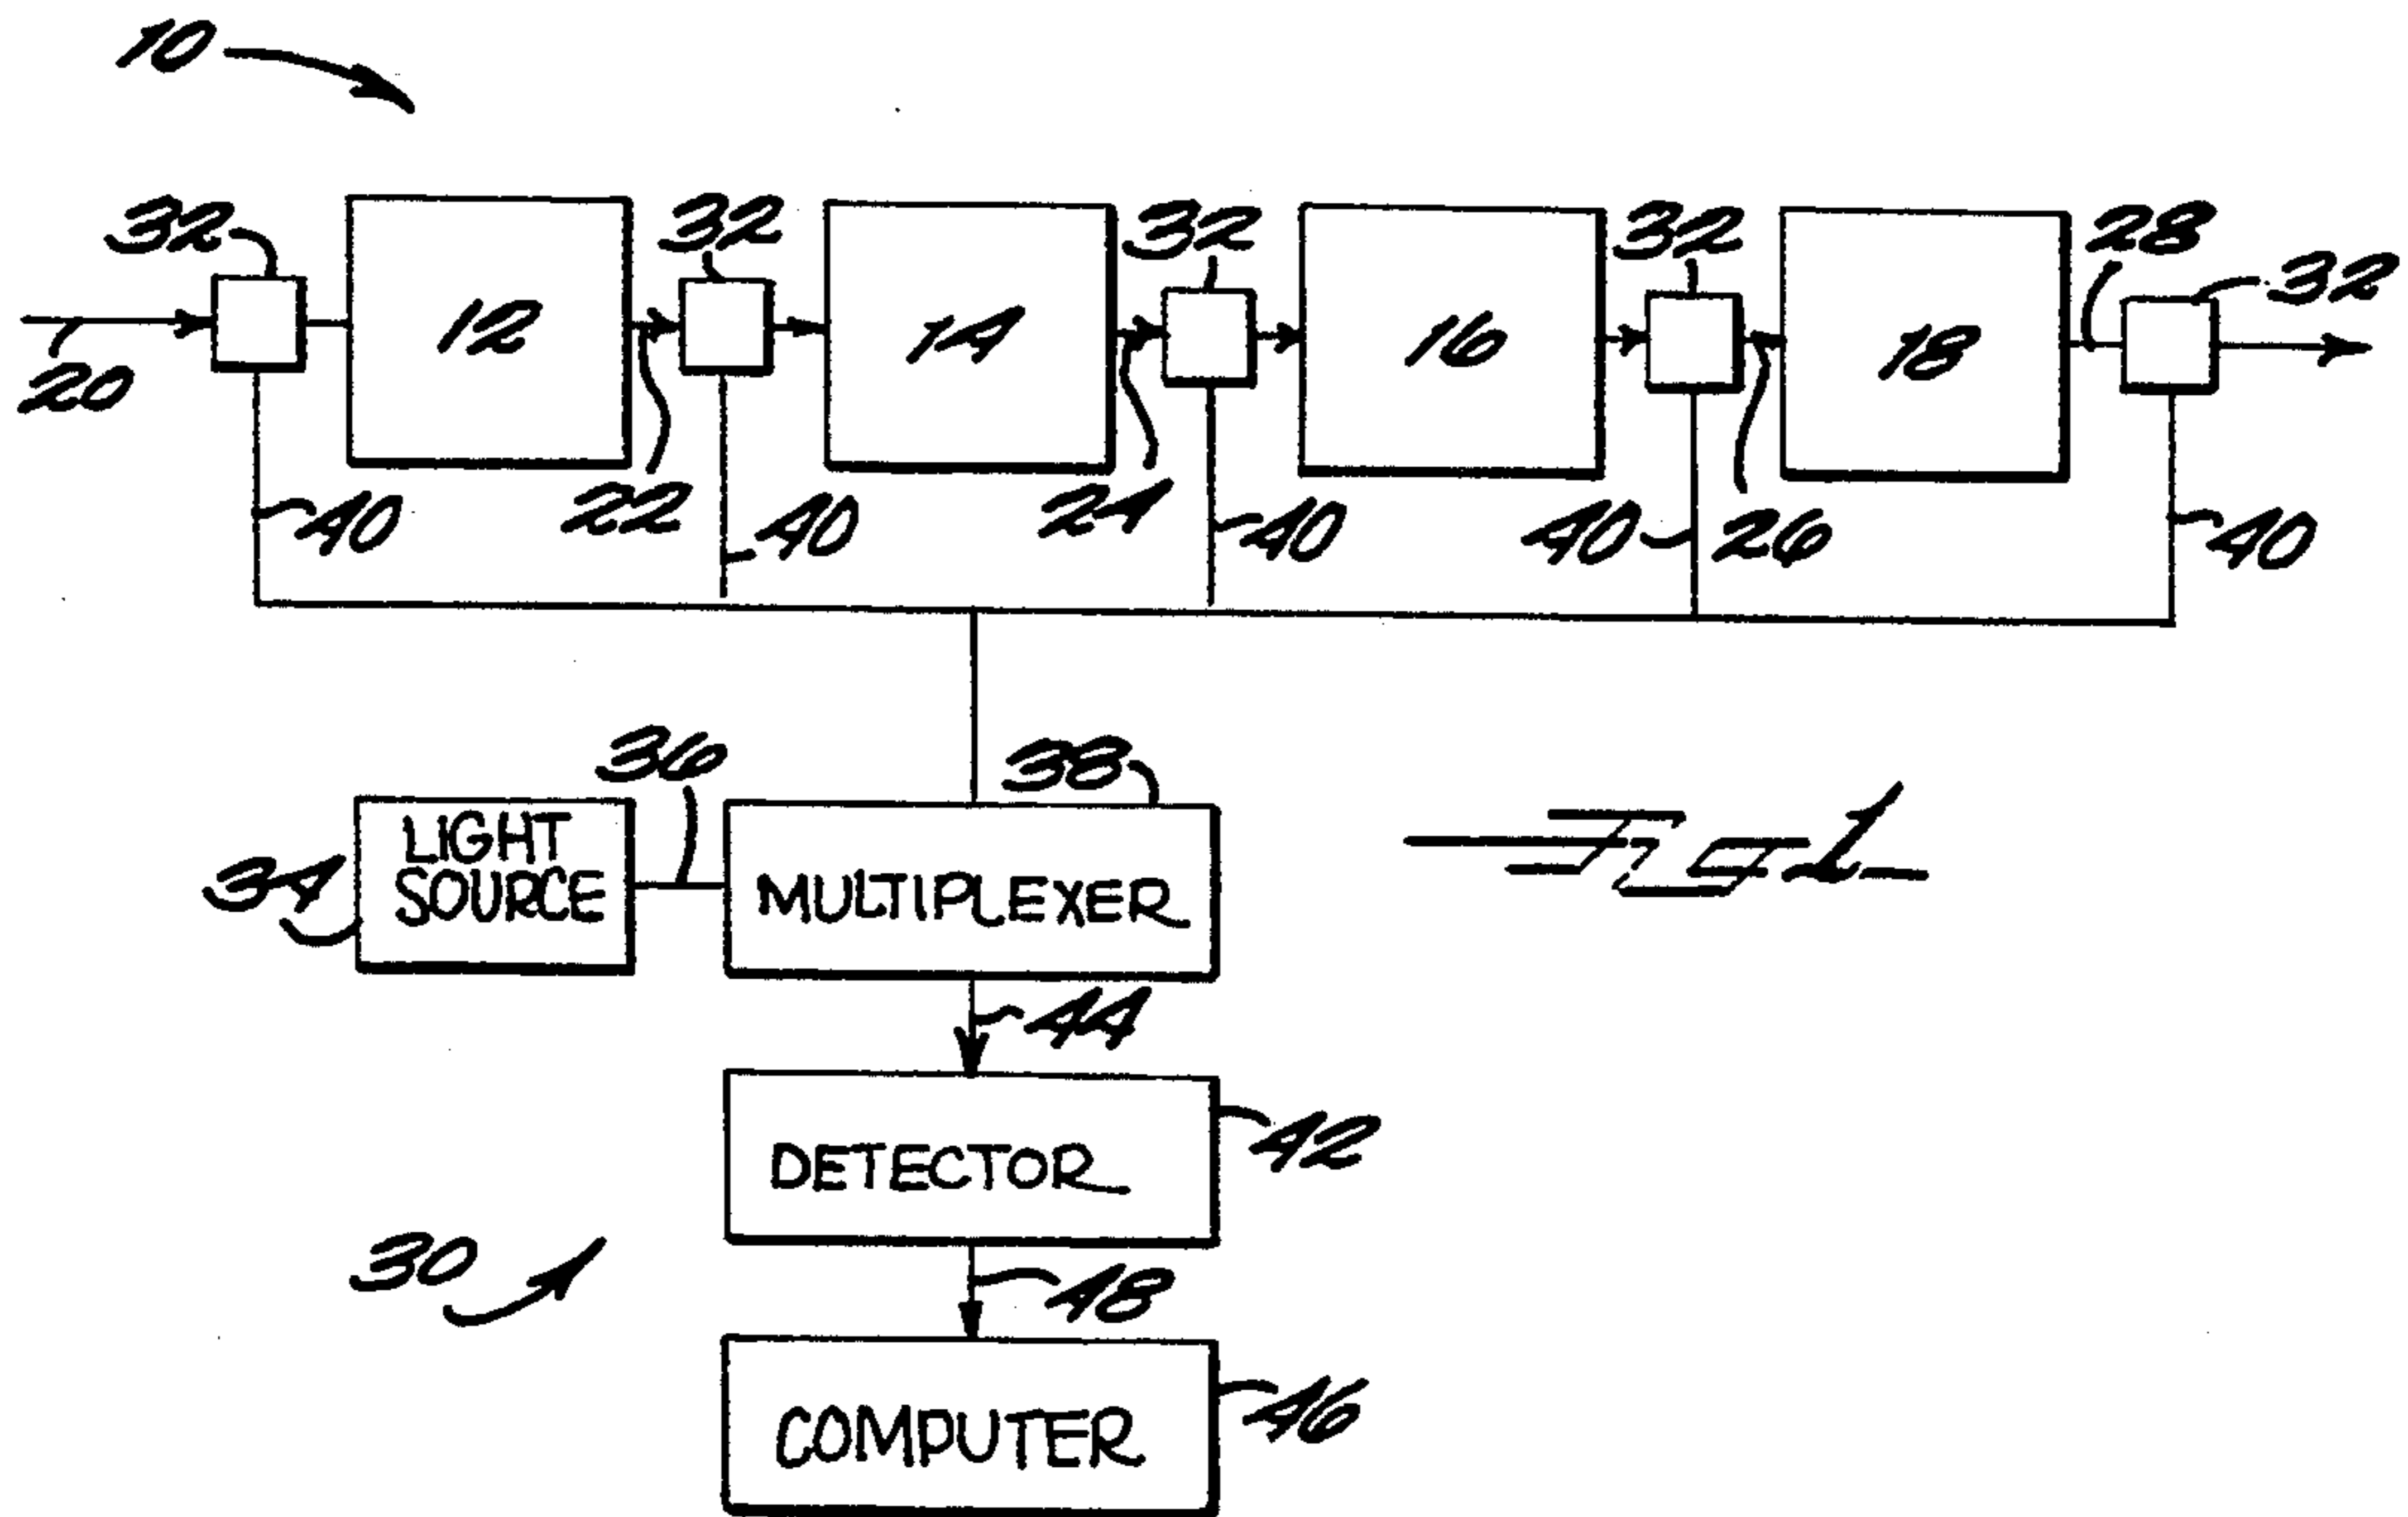 10
32 32 32 32 28 32
12 14 16 18
20
22 24 26
40 40 40 40 40
36 38
34 LIGHT
SOURCE
MULTIPLEXER
Fig 1
44
DETECTOR 42
30
48
COMPUTER 46